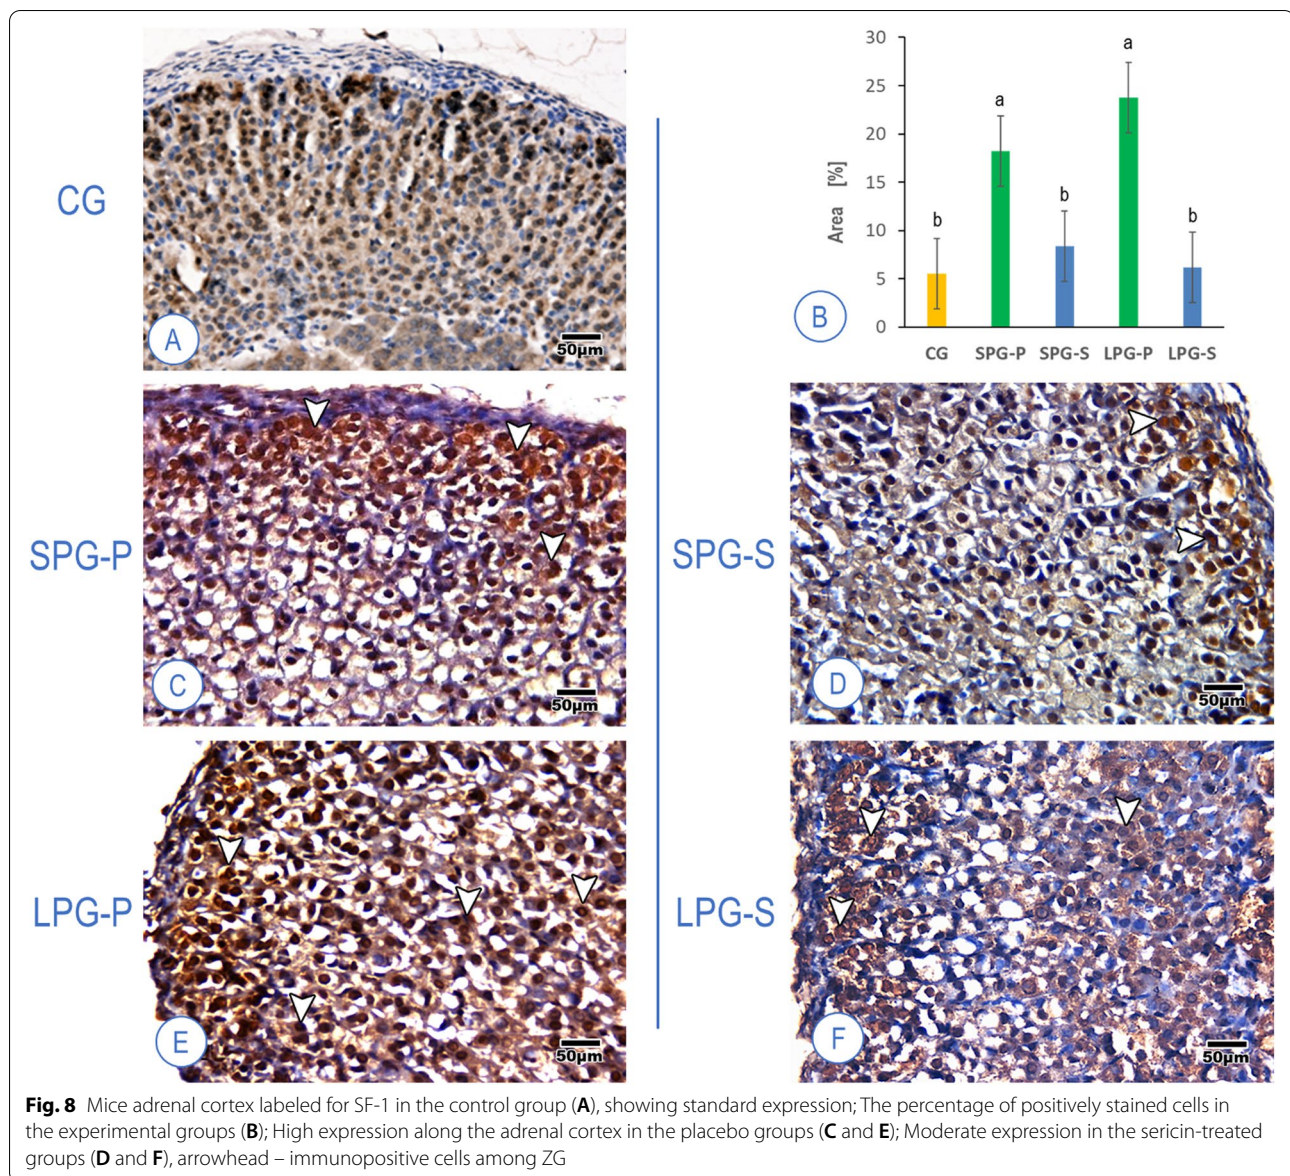 CG
A
50µm
30
25
20
15
10
5
0
Area [%]
b
a
b
a
b
CG SPG-P SPG-S LPG-P LPG-S
B
SPG-P
C
50µm
SPG-S
D
50µm
LPG-P
E
50µm
LPG-S
F
50µm
Fig. 8 Mice adrenal cortex labeled for SF-1 in the control group (A), showing standard expression; The percentage of positively stained cells in
the experimental groups (B); High expression along the adrenal cortex in the placebo groups (C and E); Moderate expression in the sericin-treated
groups (D and F), arrowhead – immunopositive cells among ZG